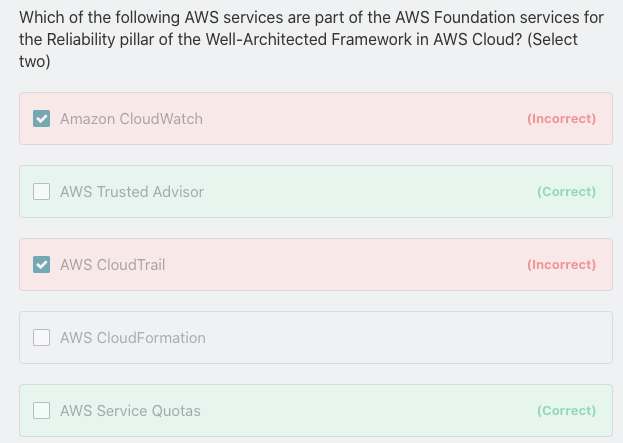 Which of the following AWS services are part of the AWS Foundation services for
the Reliability pillar of the Well-Architected Framework in AWS Cloud? (Select
two)
Amazon CloudWatch (Incorrect)
AWS Trusted Advisor (Correct)
AWS CloudTrail (Incorrect)
AWS CloudFormation
AWS Service Quotas (Correct)